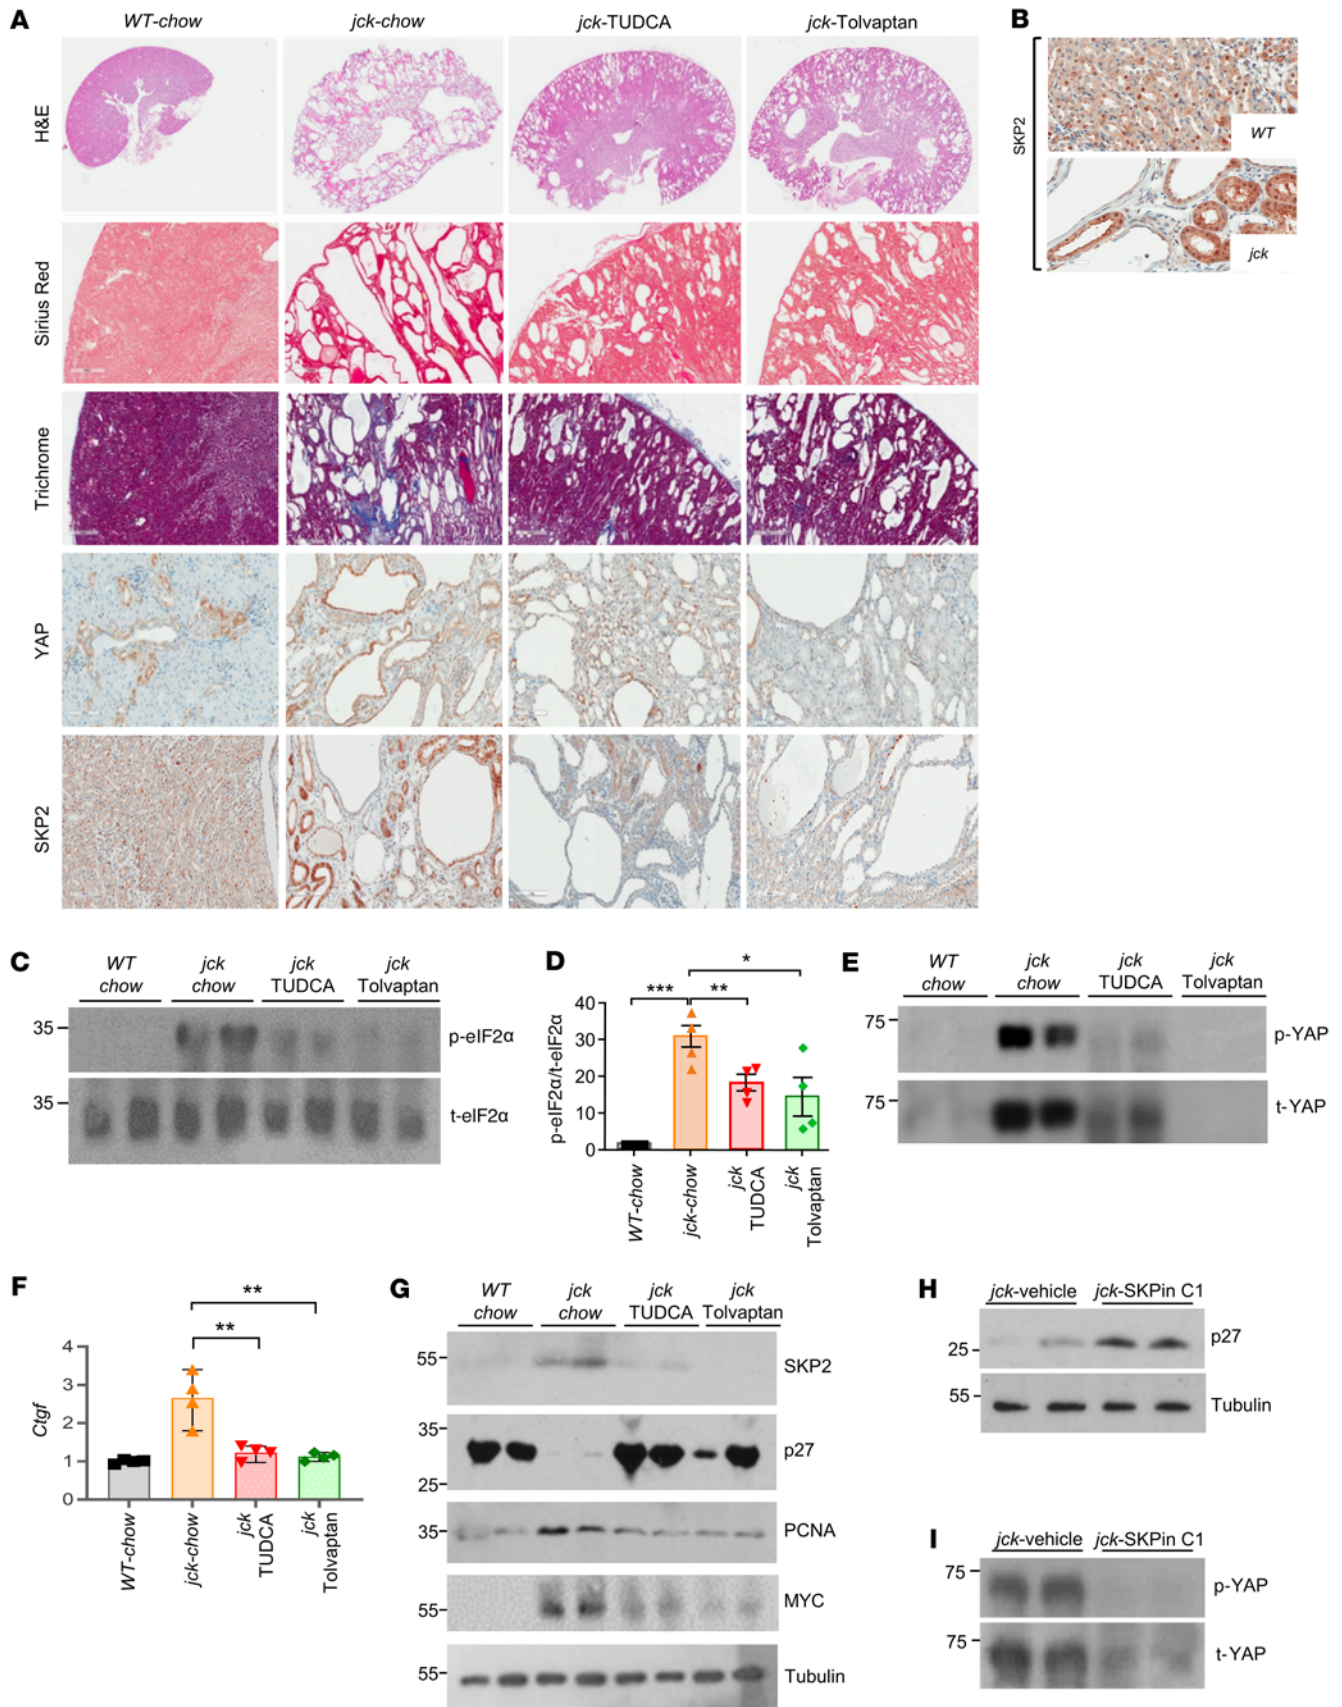 A
WT-chow
jck-chow
jck-TUDCA
jck-Tolvaptan
H&E
Sirius Red
Trichrome
YAP
SKP2
B
SKP2
WT
jck
C
WT
chow
jck
chow
jck
TUDCA
jck
Tolvaptan
35
p-eIF2α
35
t-eIF2α
D
*
***
**
p-eIF2α/t-eIF2α
40
30
20
10
0
WT-chow
jck-chow
jck
TUDCA
jck
Tolvaptan
E
WT
chow
jck
chow
jck
TUDCA
jck
Tolvaptan
75
p-YAP
75
t-YAP
F
**
**
Ctgf
4
3
2
1
0
WT-chow
jck-chow
jck
TUDCA
jck
Tolvaptan
G
WT
chow
jck
chow
jck
TUDCA
jck
Tolvaptan
55
SKP2
35
p27
25
35
PCNA
55
MYC
55
Tubulin
H
jck-vehicle
jck-SKPin C1
25
p27
55
Tubulin
I
jck-vehicle
jck-SKPin C1
75
p-YAP
75
t-YAP